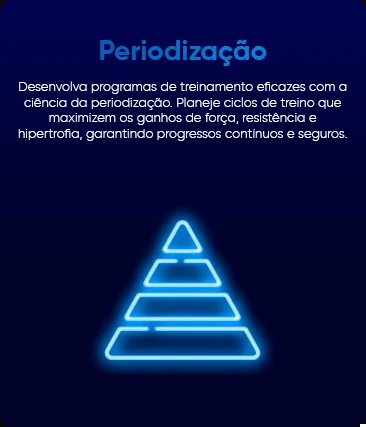 Periodização
Desenvolva programas de treinamento eficazes com a
ciência da periodização. Planeje ciclos de treino que
maximizem os ganhos de força, resistência e
hipertrofia, garantindo progressos contínuos e seguros.